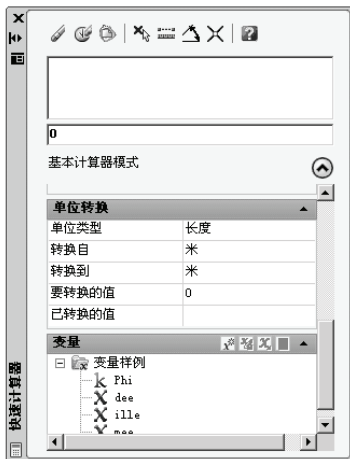 0
基本计算器模式
单位转换
单位类型 长度
转换自 米
转换到 米
要转换的值 0
已转换的值
变量
变量样例
Phi
dee
ille
mee
快速计算器